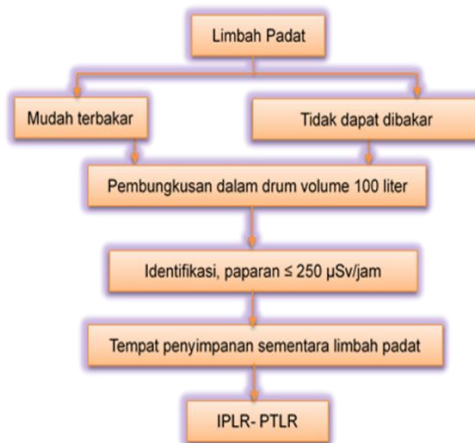 Limbah Padat
Mudah terbakar
Tidak dapat dibakar
Pembungkusan dalam drum volume 100 liter
Identifikasi, paparan ≤ 250 µSv/jam
Tempat penyimpanan sementara limbah padat
IPLR- PTLR